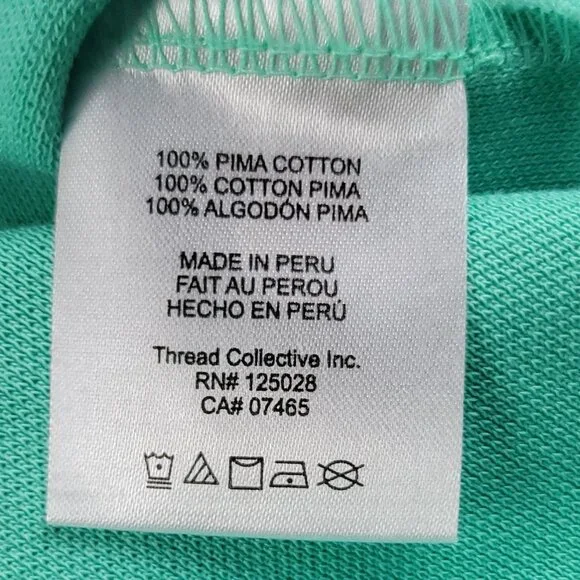 100% PIMA COTTON
100% COTTON PIMA
100% ALGODÓN PIMA
MADE IN PERU
FAIT AU PEROU
HECHO EN PERÚ
Thread Collective Inc.
RN# 125028
CA# 07465